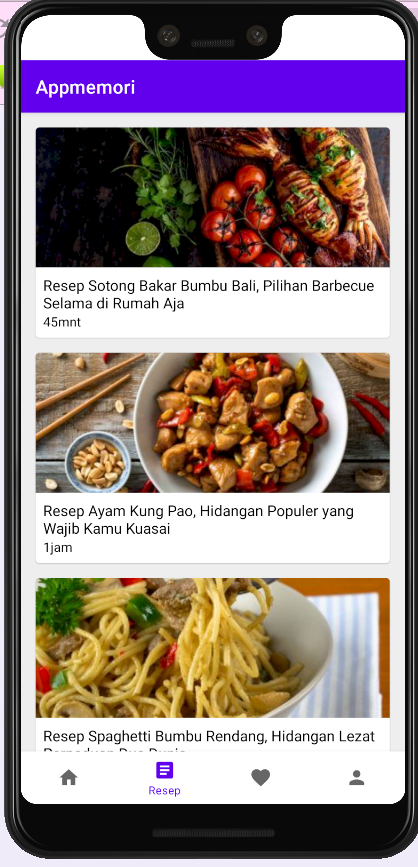 Appmemori
Resep Sotong Bakar Bumbu Bali, Pilihan Barbecue
Selama di Rumah Aja
45mnt
Resep Ayam Kung Pao, Hidangan Populer yang
Wajib Kamu Kuasai
1jam
Resep Spaghetti Bumbu Rendang, Hidangan Lezat
Resep